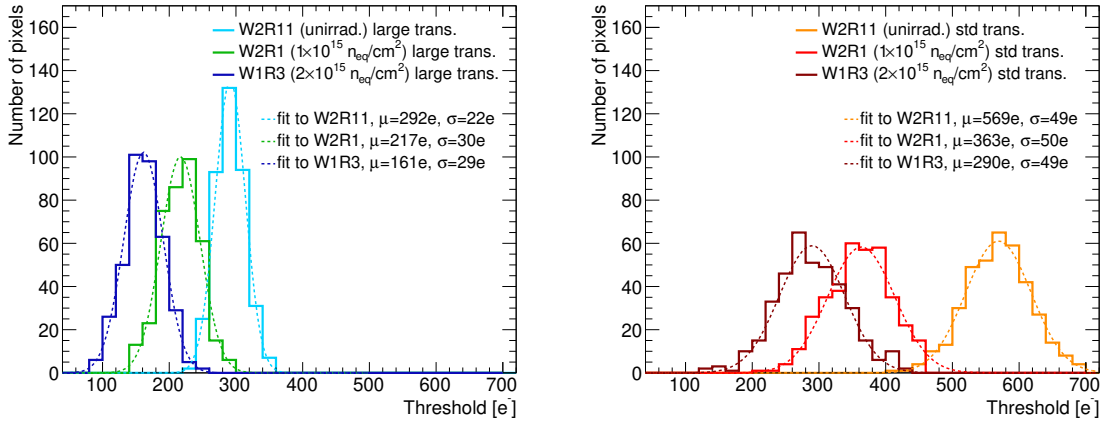 W2R11 (unirrad.) large trans.
W2R1 (1×10¹⁵ n_eq/cm²) large trans.
W1R3 (2×10¹⁵ n_eq/cm²) large trans.
fit to W2R11, μ=292e, σ=22e
fit to W2R1, μ=217e, σ=30e
fit to W1R3, μ=161e, σ=29e
Number of pixels
160
140
120
100
80
60
40
20
0
100 200 300 400 500 600 700
Threshold [e⁻]
W2R11 (unirrad.) std trans.
W2R1 (1×10¹⁵ n_eq/cm²) std trans.
W1R3 (2×10¹⁵ n_eq/cm²) std trans.
fit to W2R11, μ=569e, σ=49e
fit to W2R1, μ=363e, σ=50e
fit to W1R3, μ=290e, σ=49e
Number of pixels
160
140
120
100
80
60
40
20
0
100 200 300 400 500 600 700
Threshold [e⁻]